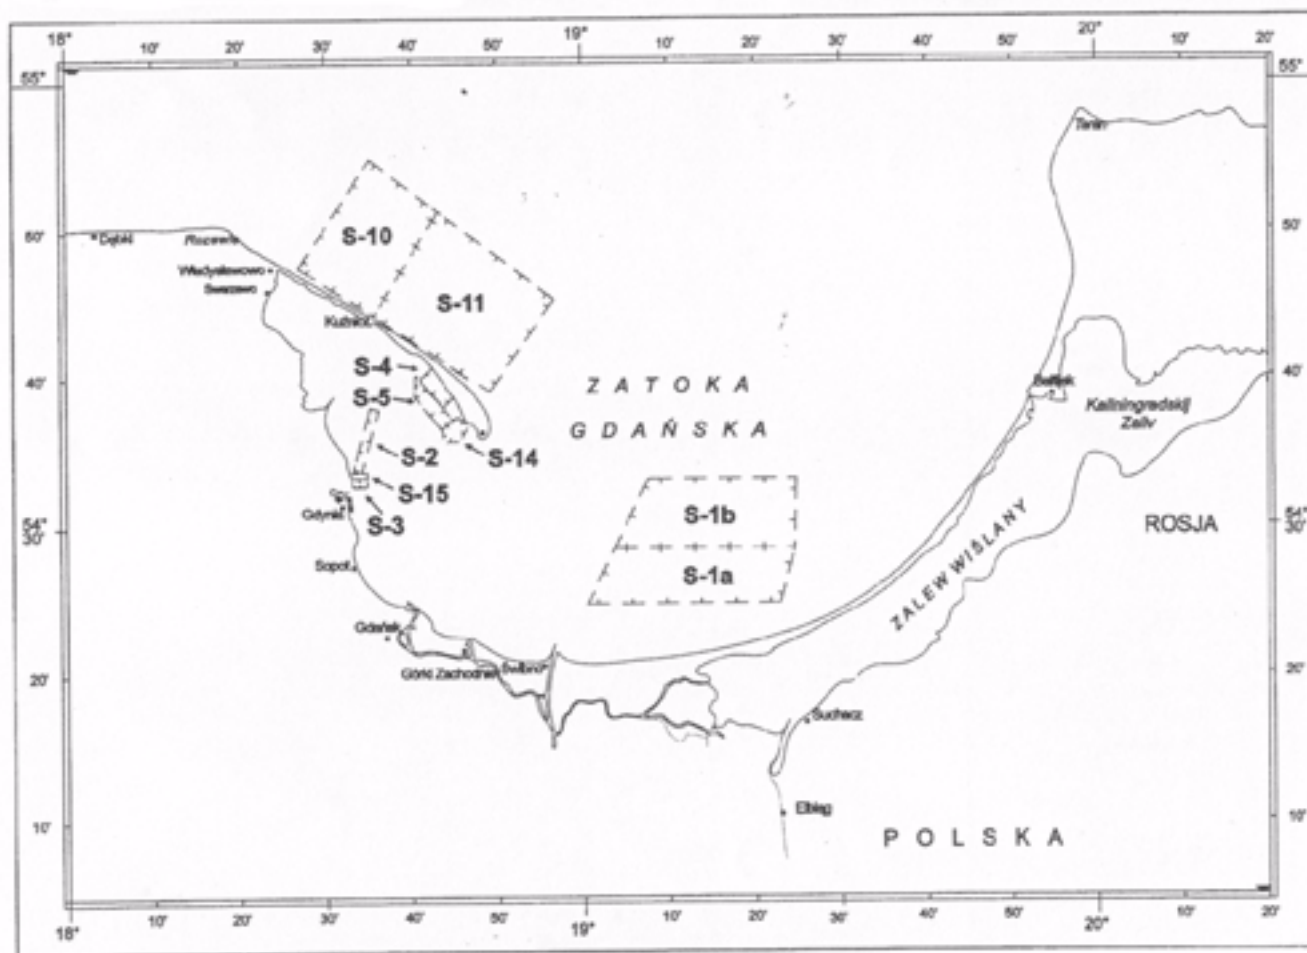 18° 10' 20' 30' 40' 50' 19° 10' 20' 30' 40' 50' 20° 10' 20'
55° 55°
S-10
50' Dębki Rozewie 50'
Władysławowo
Swarzewo
S-11
Kuźnica
S-4
40' ZATOKA 40'
S-5
Kaliningradskij
Zaliv
GDAŃSKA
S-2 S-14
S-15
S-1b
Gdynia S-3
54° 54°
30' 30'
ROSJA
S-1a
Sopot
ZALEW WIŚLANY
Gdańsk
Górki Zachodnie Świbno
20' 20'
Suchacz
Elbląg
10' 10'
POLSKA
18° 10' 20' 30' 40' 50' 19° 10' 20' 30' 40' 50' 20° 10' 20'